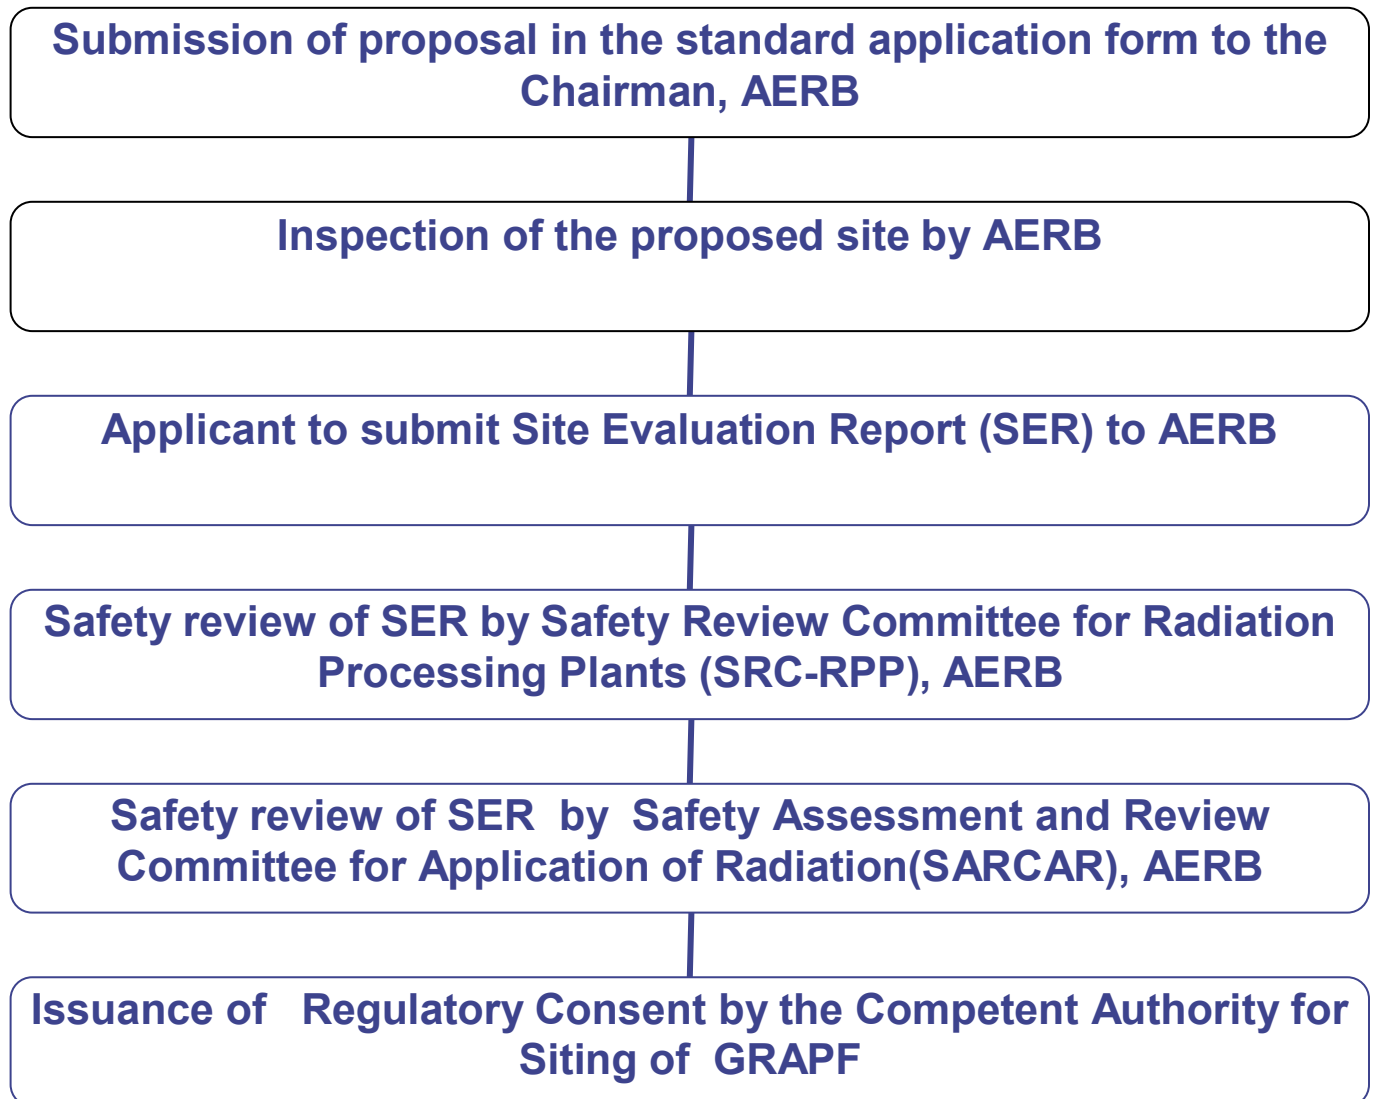 Submission of proposal in the standard application form to the
Chairman, AERB
Inspection of the proposed site by AERB
Applicant to submit Site Evaluation Report (SER) to AERB
Safety review of SER by Safety Review Committee for Radiation
Processing Plants (SRC-RPP), AERB
Safety review of SER by Safety Assessment and Review
Committee for Application of Radiation(SARCAR), AERB
Issuance of Regulatory Consent by the Competent Authority for
Siting of GRAPF